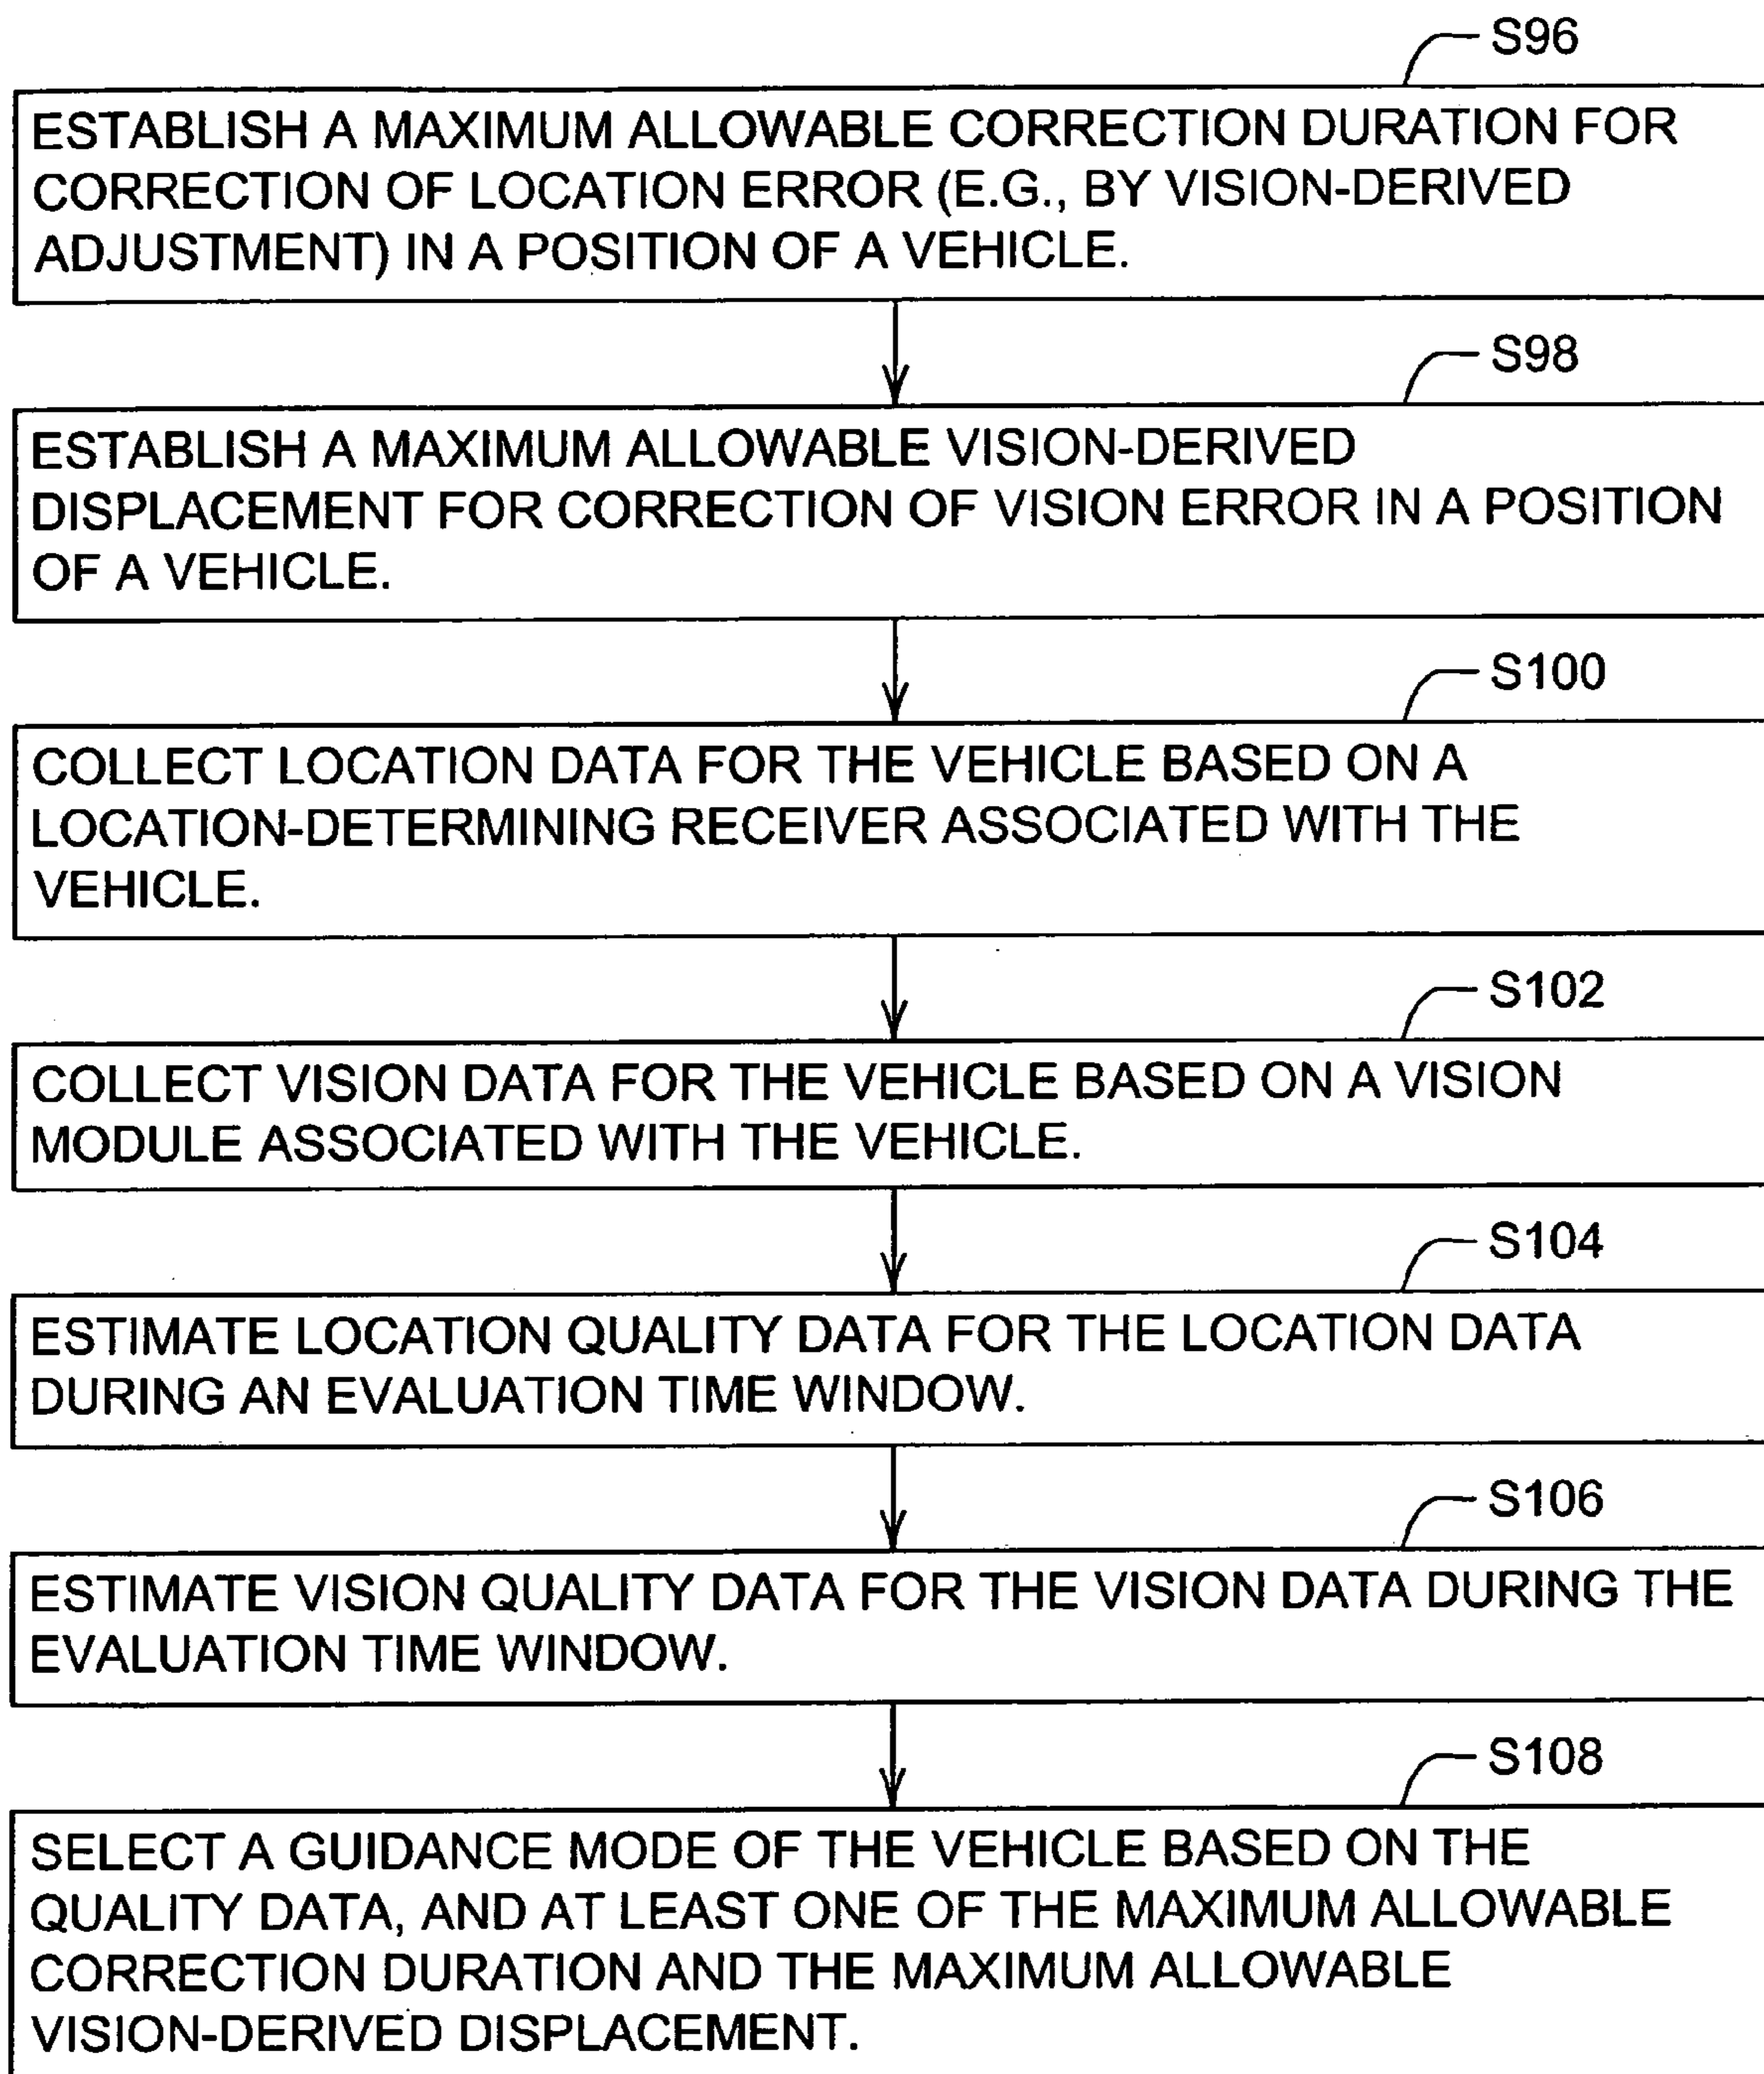 S96
ESTABLISH A MAXIMUM ALLOWABLE CORRECTION DURATION FOR
CORRECTION OF LOCATION ERROR (E.G., BY VISION-DERIVED
ADJUSTMENT) IN A POSITION OF A VEHICLE.
S98
ESTABLISH A MAXIMUM ALLOWABLE VISION-DERIVED
DISPLACEMENT FOR CORRECTION OF VISION ERROR IN A POSITION
OF A VEHICLE.
S100
COLLECT LOCATION DATA FOR THE VEHICLE BASED ON A
LOCATION-DETERMINING RECEIVER ASSOCIATED WITH THE
VEHICLE.
S102
COLLECT VISION DATA FOR THE VEHICLE BASED ON A VISION
MODULE ASSOCIATED WITH THE VEHICLE.
S104
ESTIMATE LOCATION QUALITY DATA FOR THE LOCATION DATA
DURING AN EVALUATION TIME WINDOW.
S106
ESTIMATE VISION QUALITY DATA FOR THE VISION DATA DURING THE
EVALUATION TIME WINDOW.
S108
SELECT A GUIDANCE MODE OF THE VEHICLE BASED ON THE
QUALITY DATA, AND AT LEAST ONE OF THE MAXIMUM ALLOWABLE
CORRECTION DURATION AND THE MAXIMUM ALLOWABLE
VISION-DERIVED DISPLACEMENT.